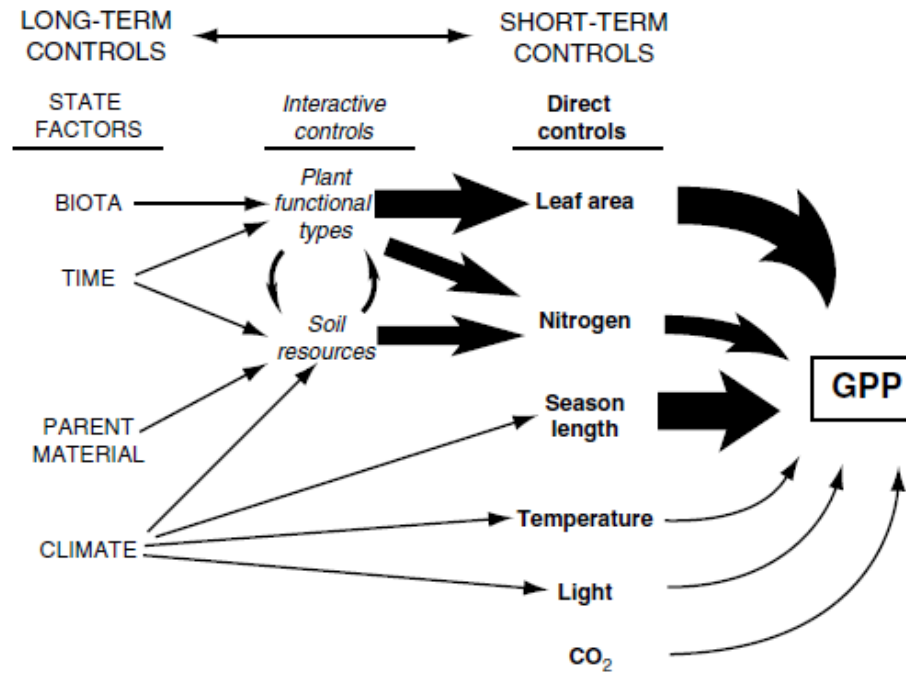 LONG-TERM
CONTROLS
SHORT-TERM
CONTROLS
STATE
FACTORS
Interactive
controls
Direct
controls
BIOTA
Plant
functional
types
Leaf area
TIME
Soil
resources
Nitrogen
GPP
PARENT
MATERIAL
Season
length
CLIMATE
Temperature
Light
CO₂